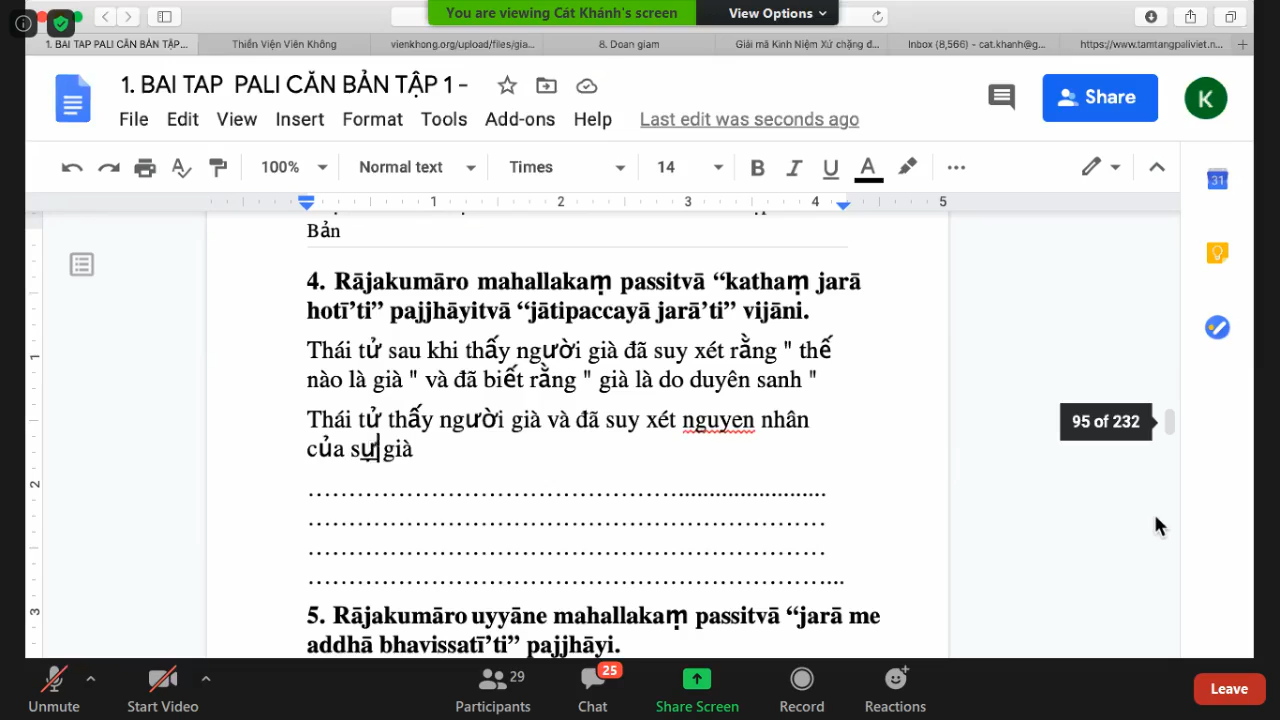 You are viewing Cát Khánh's screen
View Options
1. BAI TAP PALI CĂN BẢN TẬP...
Thiền Viện Viên Không
vienkhong.org/upload/files/gia...
8. Doan giam
Giải mã Kinh Niệm Xứ chặng đ...
Inbox (8,566) - cat.khanh@g...
https://www.tamtangpaliviet.n...
1. BAI TAP PALI CĂN BẢN TẬP 1 -
Share
K
File Edit View Insert Format Tools Add-ons Help Last edit was seconds ago
100% Normal text Times 14 B I U A
1 2 3 4 5
31
Bản
4. Rājakumāro mahallakaṃ passitvā “kathaṃ jarā
hotī’ti” pajjhāyitvā “jātipaccayā jarā’ti” vijāni.
Thái tử sau khi thấy người già đã suy xét rằng " thế
nào là già " và đã biết rằng " già là do duyên sanh "
Thái tử thấy người già và đã suy xét nguyen nhân
của sự già
95 of 232
1
2
3
5. Rājakumāro uyyāne mahallakaṃ passitvā “jarā me
addhā bhavissatī’ti” pajjhāyi.
29
25
Unmute
Start Video
Participants
Chat
Share Screen
Record
Reactions
Leave